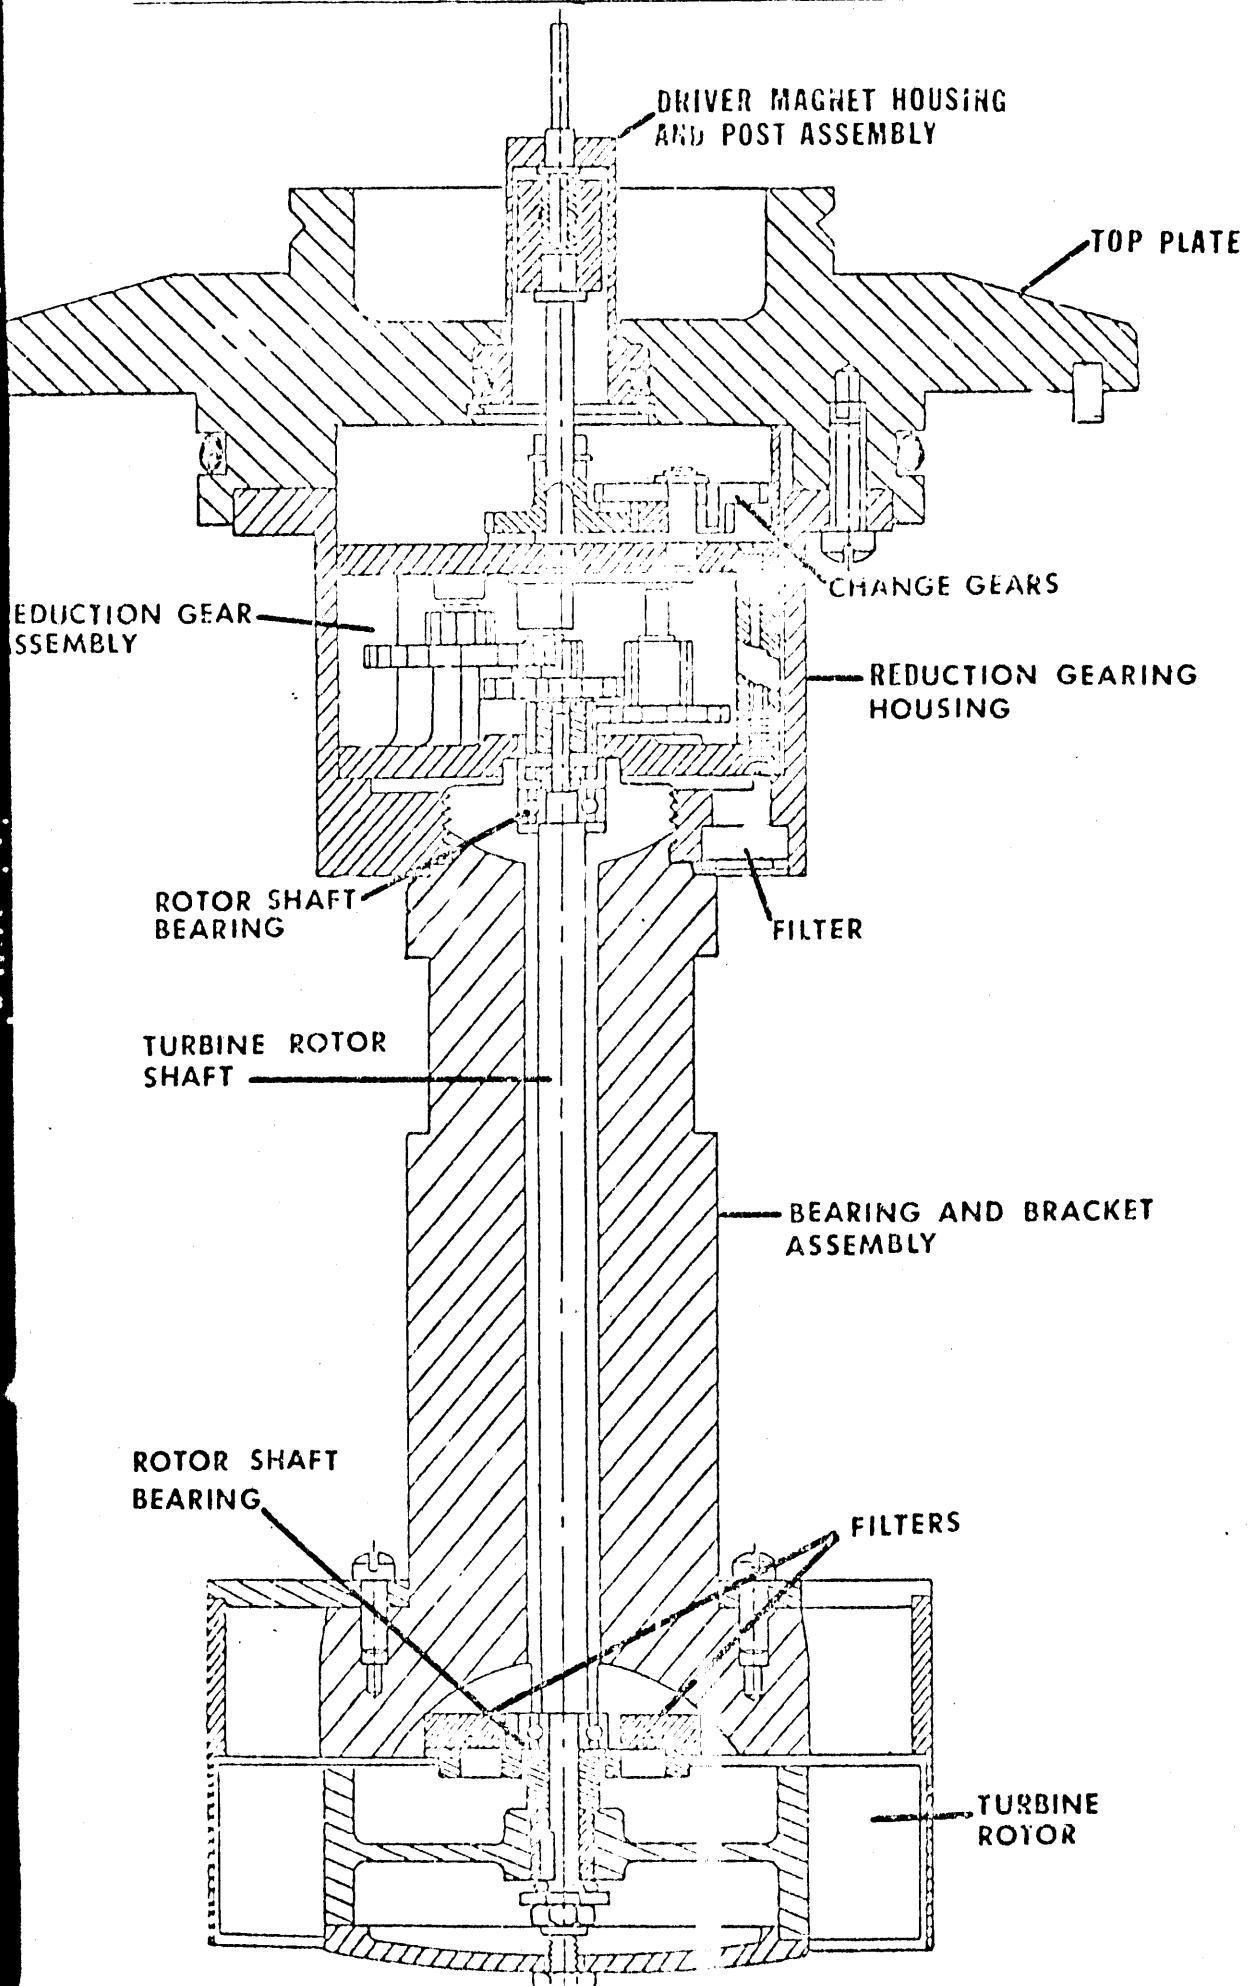 DRIVER MAGNET HOUSING
AND POST ASSEMBLY
TOP PLATE
CHANGE GEARS
EDUCTION GEAR
SSEMBLY
REDUCTION GEARING
HOUSING
ROTOR SHAFT
BEARING
FILTER
TURBINE ROTOR
SHAFT
BEARING AND BRACKET
ASSEMBLY
ROTOR SHAFT
BEARING
FILTERS
TURBINE
ROTOR